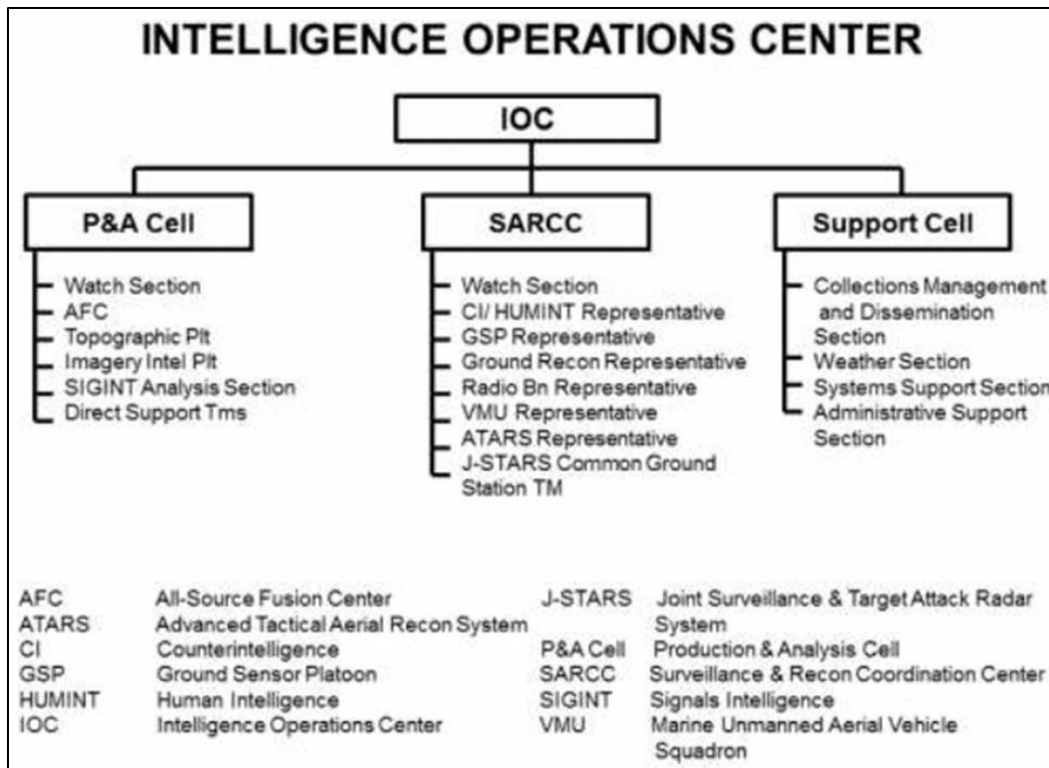 INTELLIGENCE OPERATIONS CENTER
IOC
P&A Cell
Watch Section
AFC
Topographic Plt
Imagery Intel Plt
SIGINT Analysis Section
Direct Support Tms
SARCC
Watch Section
CI/ HUMINT Representative
GSP Representative
Ground Recon Representative
Radio Bn Representative
VMU Representative
ATARS Representative
J-STARS Common Ground
Station TM
Support Cell
Collections Management
and Dissemination
Section
Weather Section
Systems Support Section
Administrative Support
Section
AFC All-Source Fusion Center
ATARS Advanced Tactical Aerial Recon System
CI Counterintelligence
GSP Ground Sensor Platoon
HUMINT Human Intelligence
IOC Intelligence Operations Center
J-STARS Joint Surveillance & Target Attack Radar
System
P&A Cell Production & Analysis Cell
SARCC Surveillance & Recon Coordination Center
SIGINT Signals Intelligence
VMU Marine Unmanned Aerial Vehicle
Squadron